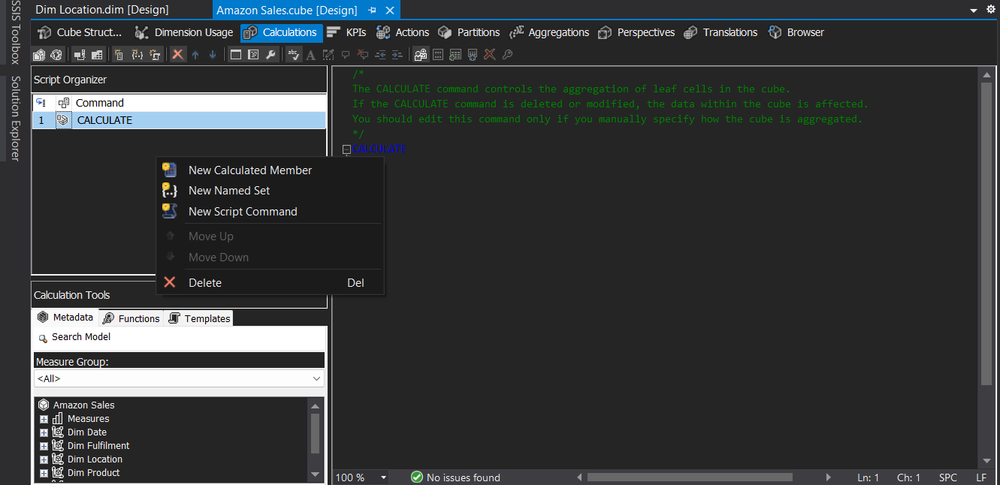 SSIS Toolbox
Solution Explorer
Dim Location.dim [Design]
Amazon Sales.cube [Design]
Cube Struct... Dimension Usage Calculations KPIs Actions Partitions Aggregations Perspectives Translations Browser
Script Organizer
Command
1 CALCULATE
/*
The CALCULATE command controls the aggregation of leaf cells in the cube.
If the CALCULATE command is deleted or modified, the data within the cube is affected.
You should edit this command only if you manually specify how the cube is aggregated.
*/
CALCULATE
New Calculated Member
New Named Set
New Script Command
Move Up
Move Down
Delete Del
Calculation Tools
Metadata Functions Templates
Search Model
Measure Group:
<All>
Amazon Sales
Measures
Dim Date
Dim Fulfilment
Dim Location
Dim Product
100 % No issues found Ln: 1 Ch: 1 SPC LF